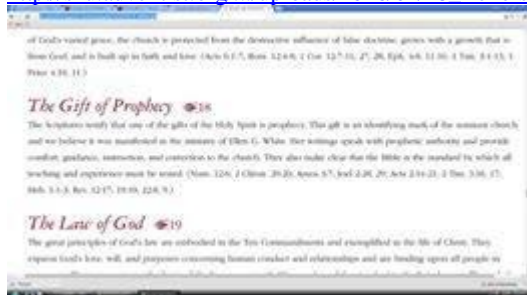 of God's varied grace, the church is protected from the destructive influence of false doctrine, grows with a growth that is
from God, and is built up in faith and love. (Acts 6:1-7; Rom. 12:4-8; 1 Cor. 12:7-11, 27, 28; Eph. 4:8, 11-16; 1 Tim. 3:1-13; 1
Peter 4:10, 11.)
The Gift of Prophecy 18
The Scriptures testify that one of the gifts of the Holy Spirit is prophecy. This gift is an identifying mark of the remnant church
and we believe it was manifested in the ministry of Ellen G. White. Her writings speak with prophetic authority and provide
comfort, guidance, instruction, and correction to the church. They also make clear that the Bible is the standard by which all
teaching and experience must be tested. (Num. 12:6; 2 Chron. 20:20; Amos 3:7; Joel 2:28, 29; Acts 2:14-21; 2 Tim. 3:16, 17;
Heb. 1:1-3; Rev. 12:17; 19:10; 22:8, 9.)
The Law of God 19
The great principles of God's law are embodied in the Ten Commandments and exemplified in the life of Christ. They
express God's love, will, and purposes concerning human conduct and relationships and are binding upon all people in